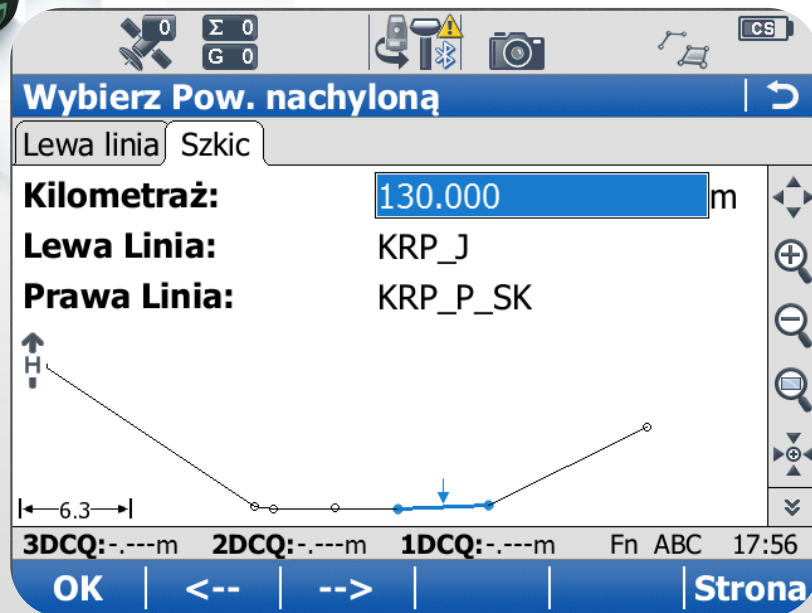 0 Σ 0 CS
G 0
Wybierz Pow. nachyloną
Lewa linia Szkic
Kilometraż: 130.000 m
Lewa Linia: KRP_J
Prawa Linia: KRP_P_SK
H
6.3
3DCQ:-.---m 2DCQ:-.---m 1DCQ:-.---m Fn ABC 17:56
OK <-- --> Strona